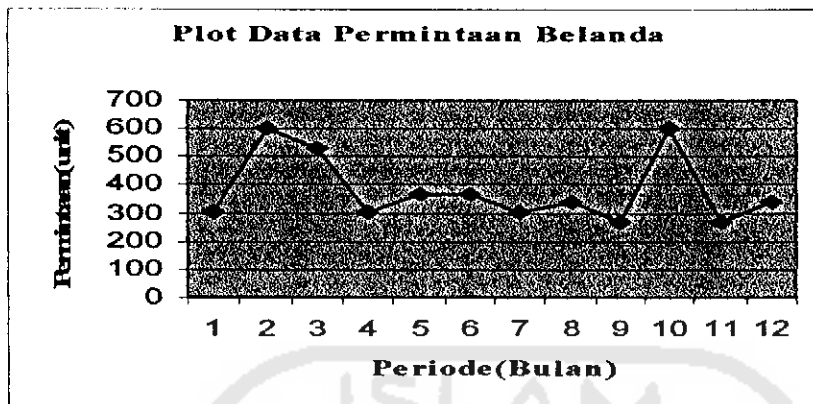 Plot Data Permintaan Belanda
Permintaan(unit)
700
600
500
400
300
200
100
0
1 2 3 4 5 6 7 8 9 10 11 12
Periode(Bulan)
ISLAM